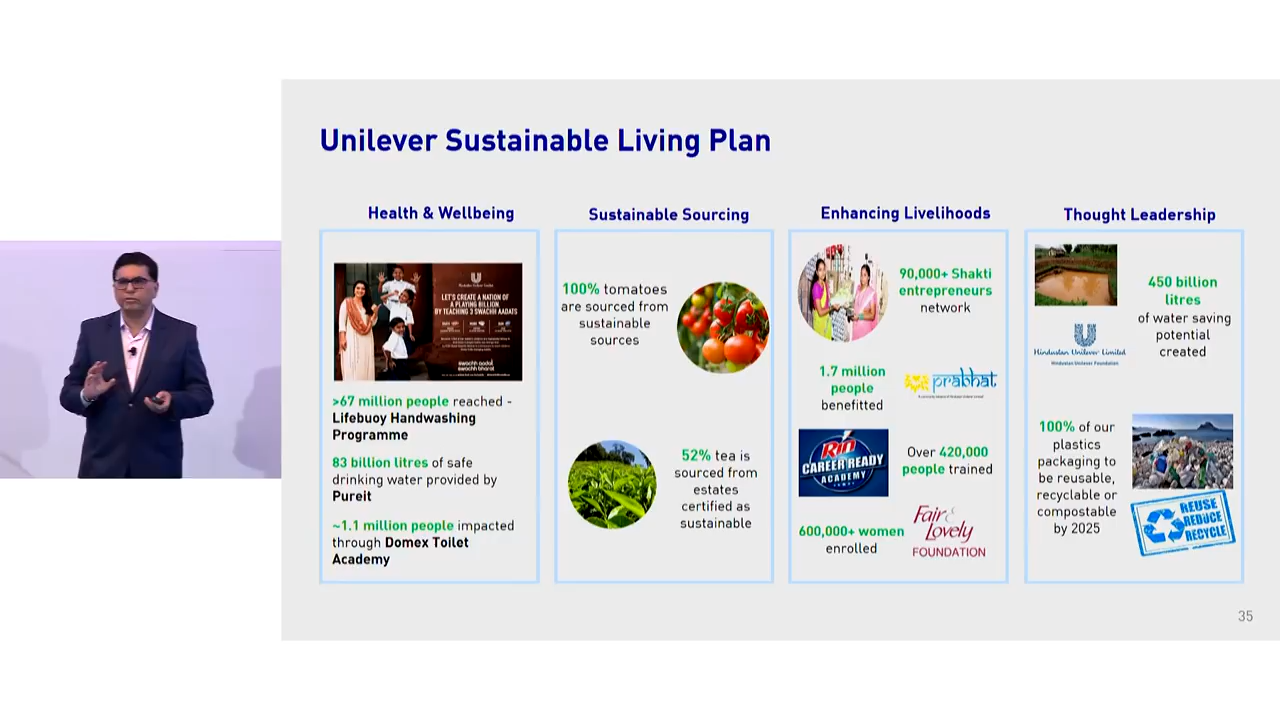 Unilever Sustainable Living Plan
Health & Wellbeing
LET'S CREATE A NATION OF
A PLAYING BILLION
BY TEACHING 3 SWACHH AADATS
swachh aadat
swachh bharat
>67 million people reached -
Lifebuoy Handwashing
Programme
83 billion litres of safe
drinking water provided by
Pureit
~1.1 million people impacted
through Domex Toilet
Academy
Sustainable Sourcing
100% tomatoes
are sourced from
sustainable
sources
52% tea is
sourced from
estates
certified as
sustainable
Enhancing Livelihoods
90,000+ Shakti
entrepreneurs
network
1.7 million
people
benefitted
prabhat
Rin
CAREER READY
ACADEMY
Over 420,000
people trained
600,000+ women
enrolled
Fair &
Lovely
FOUNDATION
Thought Leadership
450 billion
litres
of water saving
potential
created
Hindustan Unilever Limited
Hindustan Unilever Foundation
100% of our
plastics
packaging to
be reusable,
recyclable or
compostable
by 2025
REUSE
REDUCE
RECYCLE
35